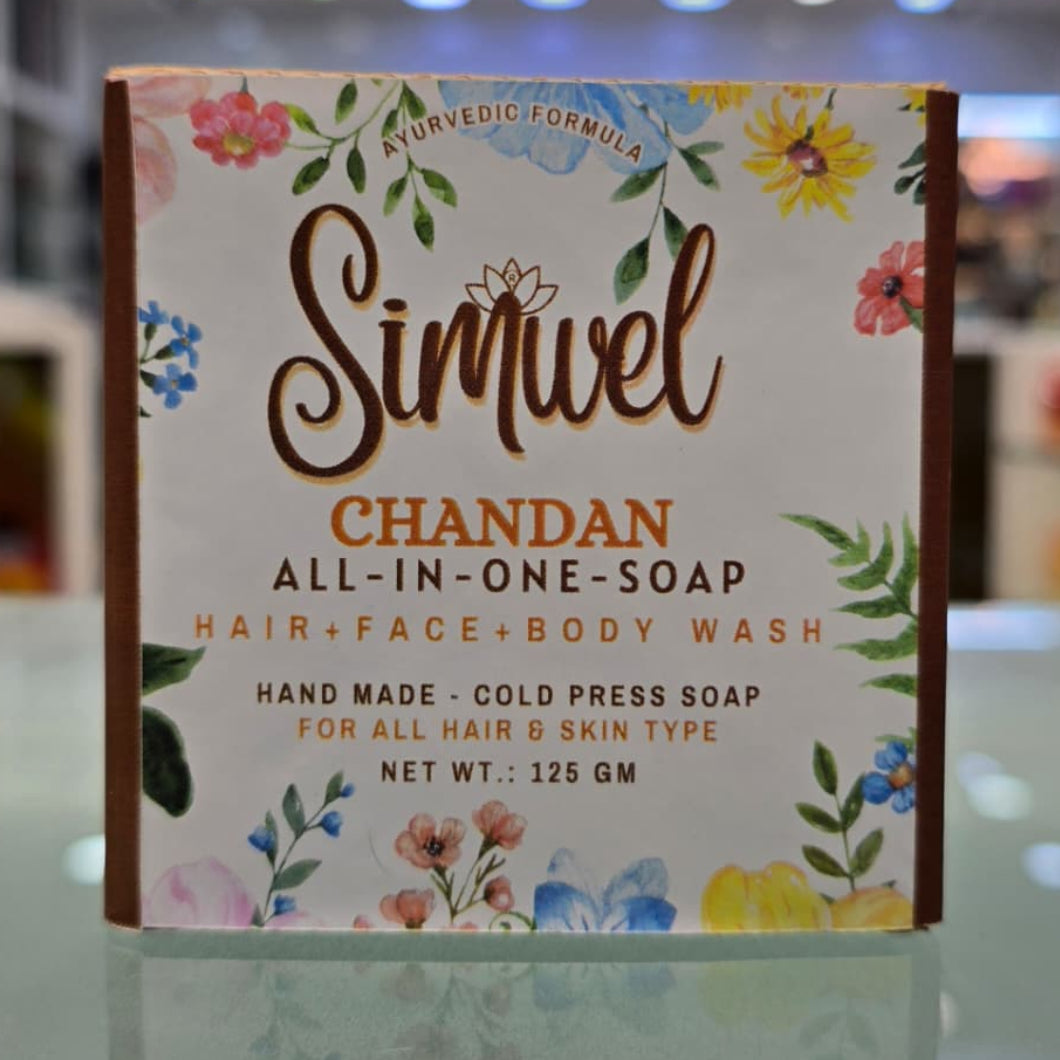 AYURVEDIC FORMULA
Simwel
R
CHANDAN
ALL-IN-ONE-SOAP
HAIR+FACE+BODY WASH
HAND MADE - COLD PRESS SOAP
FOR ALL HAIR & SKIN TYPE
NET WT.: 125 GM